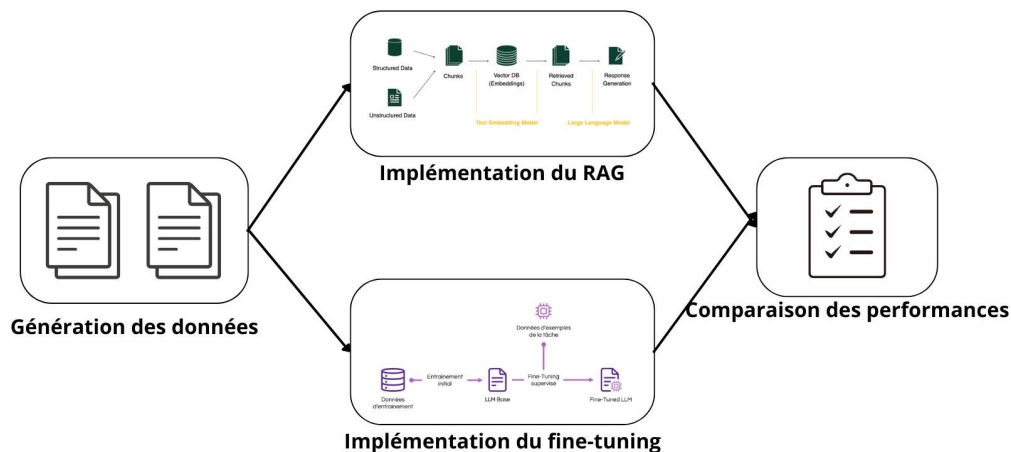 Structured Data
Unstructured Data
Chunks
Vector DB
(Embeddings)
Retrieved
Chunks
Response
Generation
Text Embedding Model
Large Language Model
Implémentation du RAG
Génération des données
Données d'exemples
de la tâche
Entrainement
initial
Fine-Tuning
supervisé
Données
d'entrainement
LLM Base
Fine-Tuned LLM
Implémentation du fine-tuning
Comparaison des performances